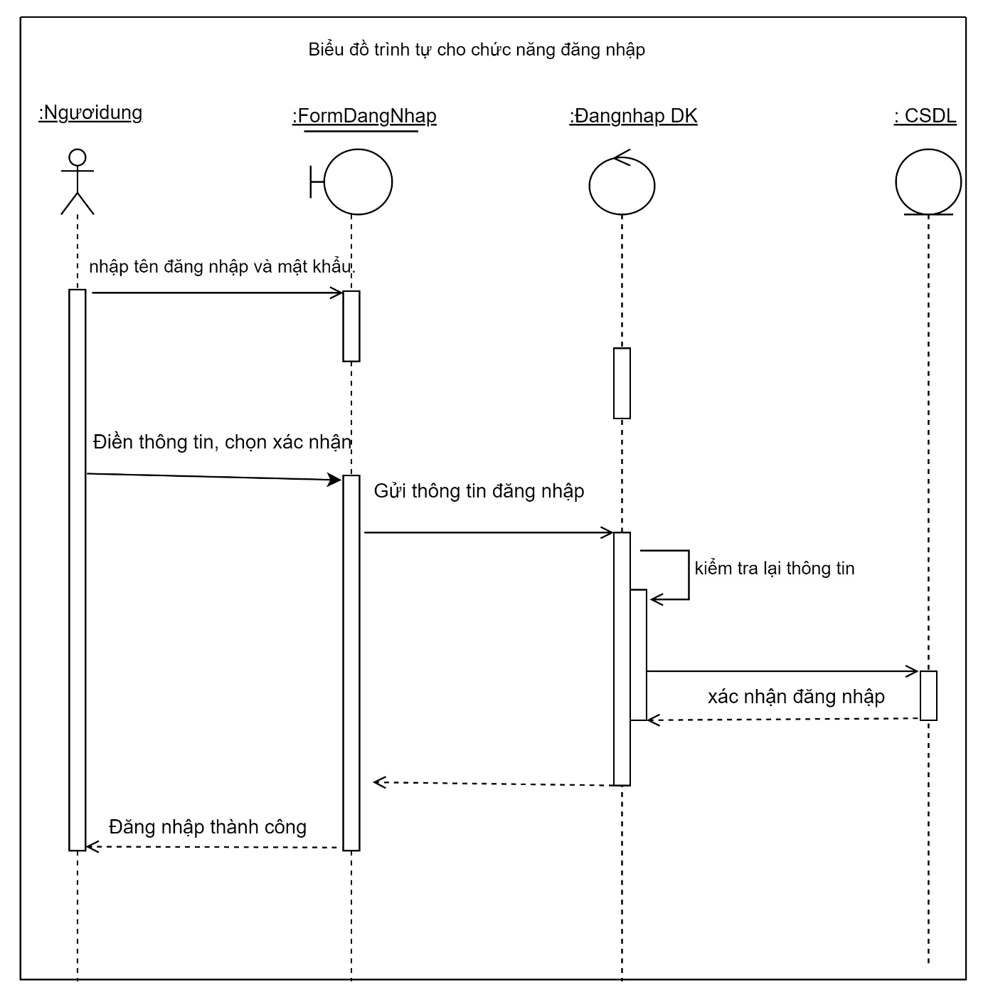 Biểu đồ trình tự cho chức năng đăng nhập
:Ngươidung
:FormDangNhap
:Đangnhap DK
: CSDL
nhập tên đăng nhập và mật khẩu.
Điền thông tin, chọn xác nhận
Gửi thông tin đăng nhập
kiểm tra lại thông tin
xác nhận đăng nhập
Đăng nhập thành công